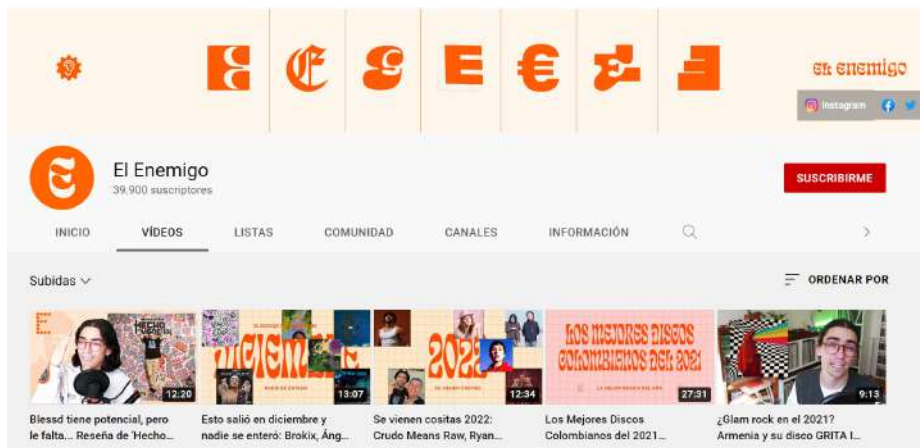 EL ENEMIGO
Instagram
El Enemigo
39.900 suscriptores
SUSCRIBIRME
INICIO
VÍDEOS
LISTAS
COMUNIDAD
CANALES
INFORMACIÓN
Subidas
ORDENAR POR
HECHO
12:20
DICIEMBRE
13:07
2022
12:34
LOS MEJORES DISCOS
COLOMBIANOS DEL 2021
27:31
9:13
Blessd tiene potencial, pero
le falta... Reseña de 'Hecho...
Esto salió en diciembre y
nadie se enteró: Brokix, Áng...
Se vienen cositas 2022:
Crudo Means Raw, Ryan...
Los Mejores Discos
Colombianos del 2021...
¿Glam rock en el 2021?
Armenia y su disco GRITA I...